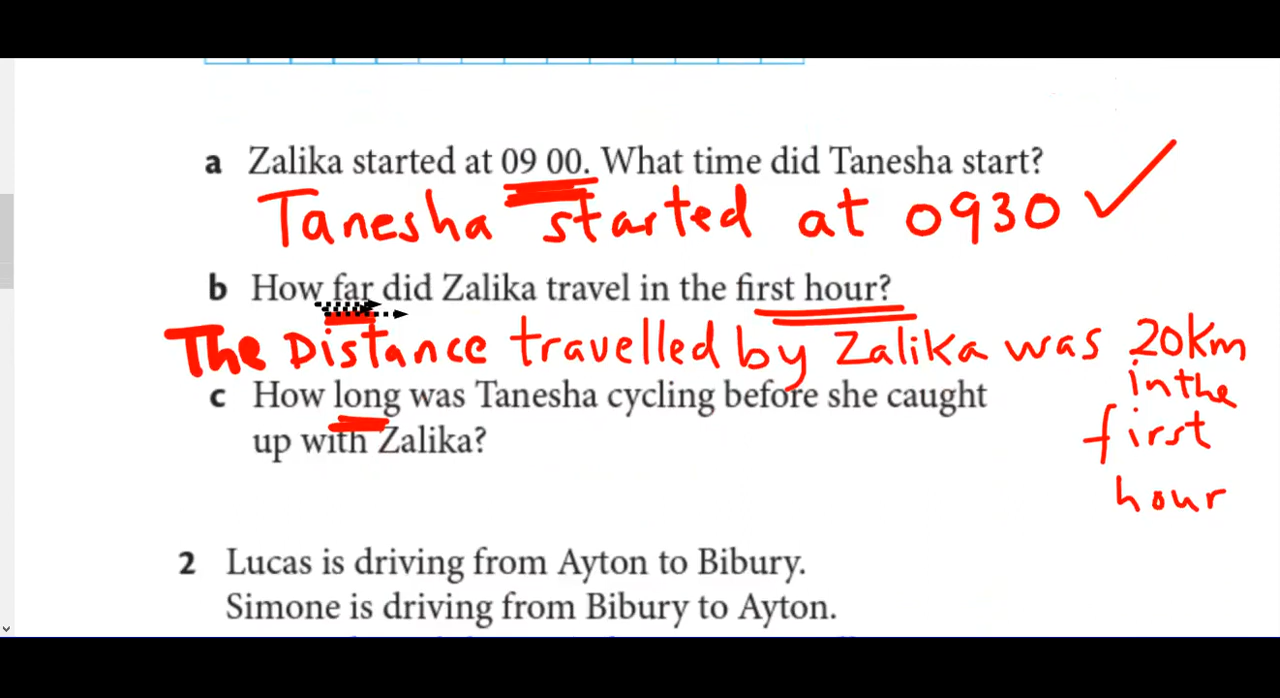 a Zalika started at 09 00. What time did Tanesha start?
Tanesha started at 0930
b How far did Zalika travel in the first hour?
The Distance travelled by Zalika was 20km
in the
first
hour
c How long was Tanesha cycling before she caught
up with Zalika?
2 Lucas is driving from Ayton to Bibury.
Simone is driving from Bibury to Ayton.